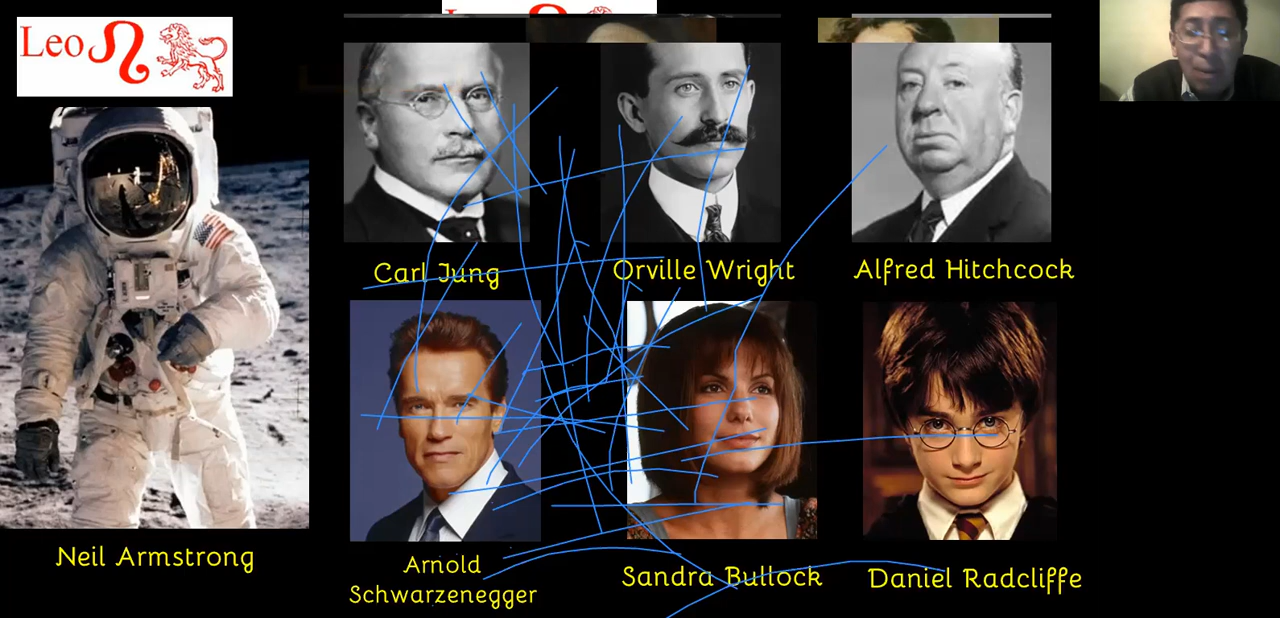 Leo
Carl Jung
Orville Wright
Alfred Hitchcock
Neil Armstrong
Arnold
Schwarzenegger
Sandra Bullock
Daniel Radcliffe